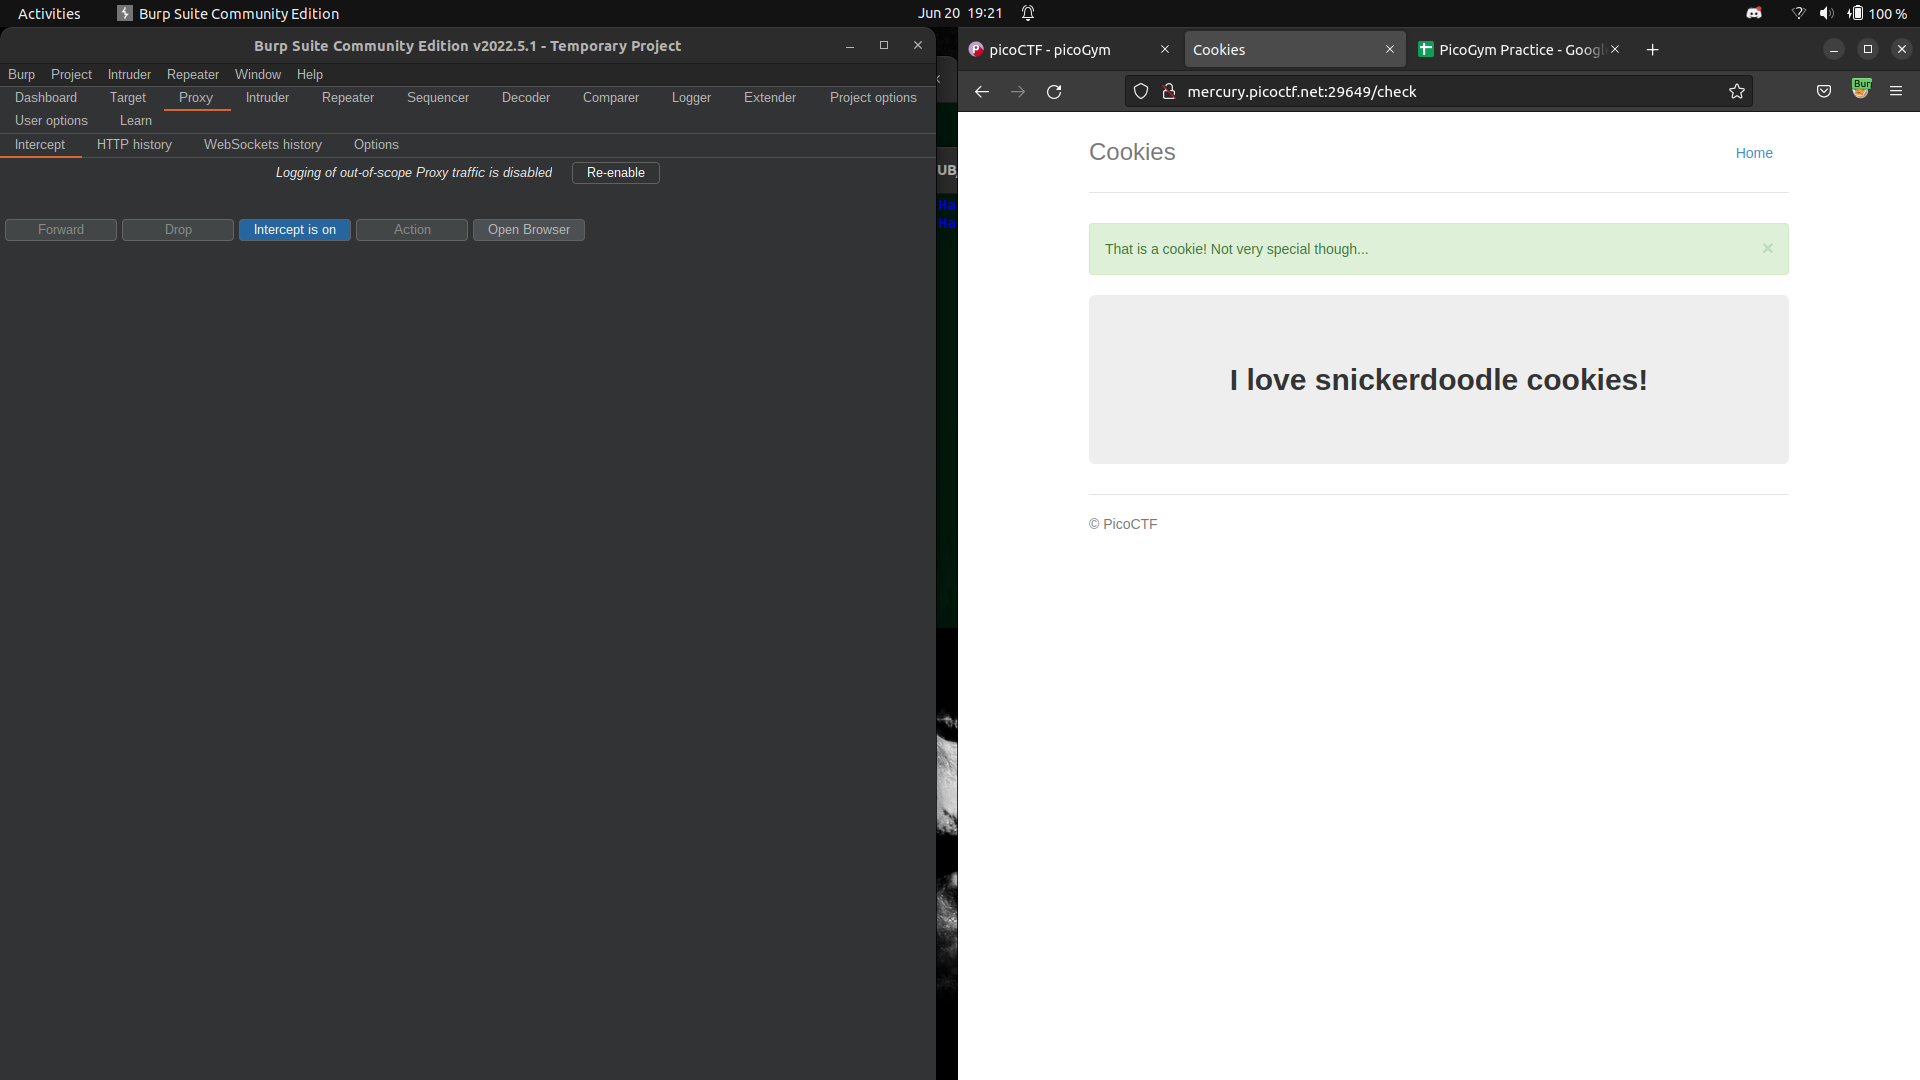 Activities Burp Suite Community Edition Jun 20 19:21 100 %
Burp Suite Community Edition v2022.5.1 - Temporary Project
Burp Project Intruder Repeater Window Help
Dashboard Target Proxy Intruder Repeater Sequencer Decoder Comparer Logger Extender Project options
User options Learn
Intercept HTTP history WebSockets history Options
Logging of out-of-scope Proxy traffic is disabled Re-enable
Forward Drop Intercept is on Action Open Browser
UB
Ha
Ha
picoCTF - picoGym Cookies PicoGym Practice - Googl
mercury.picoctf.net:29649/check Burp
Cookies Home
That is a cookie! Not very special though... ×
I love snickerdoodle cookies!
© PicoCTF